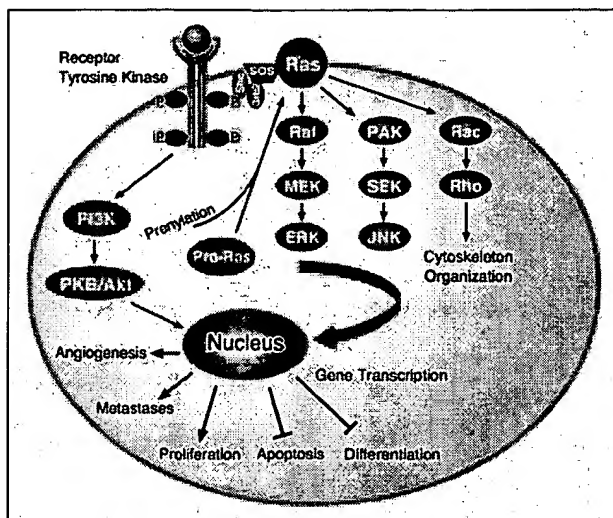 Receptor
Tyrosine Kinase
SOS
Ras
P
P
P
P
Raf
PAK
Rac
MEK
SEK
Rho
PI3K
Prenylation
ERK
JNK
Pro-Ras
Cytoskeleton
Organization
PKB/Akt
Nucleus
Angiogenesis
Gene Transcription
Metastases
Proliferation
Apoptosis
Differentiation